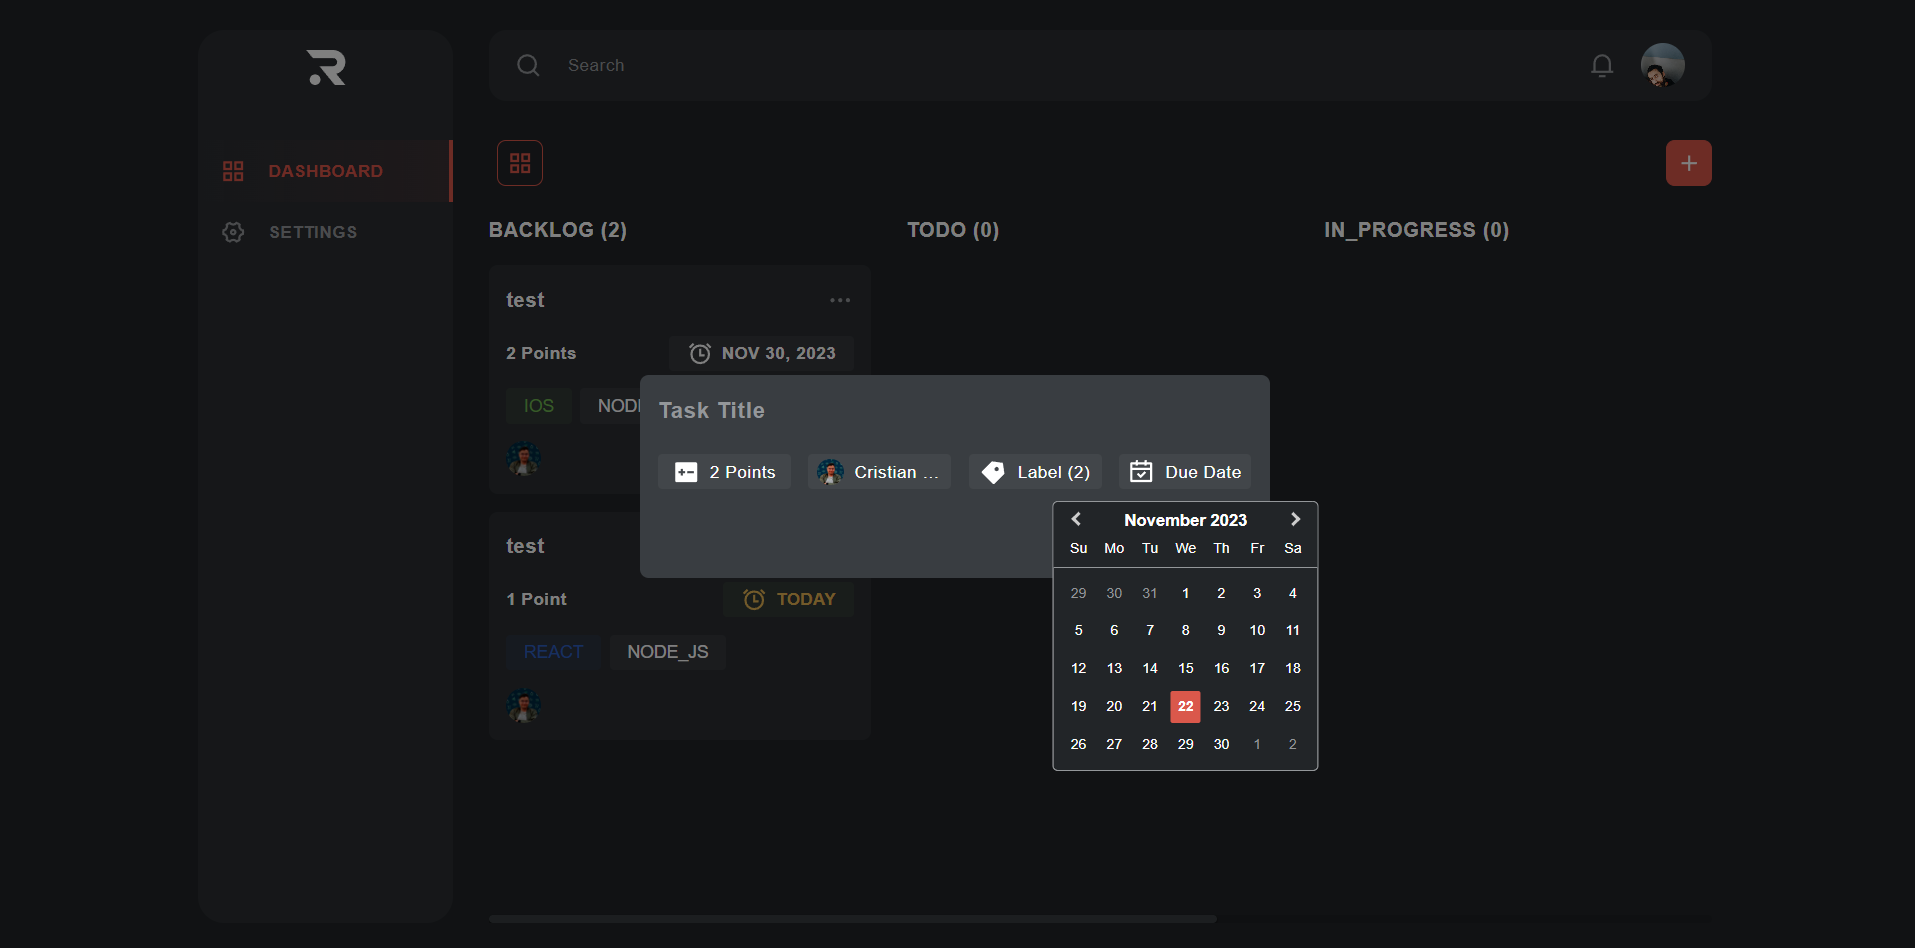 Search
DASHBOARD
SETTINGS
BACKLOG (2)
TODO (0)
IN_PROGRESS (0)
test
2 Points
NOV 30, 2023
IOS
NODE
test
1 Point
TODAY
REACT
NODE_JS
Task Title
2 Points
Cristian ...
Label (2)
Due Date
November 2023
Su Mo Tu We Th Fr Sa
29 30 31 1 2 3 4
5 6 7 8 9 10 11
12 13 14 15 16 17 18
19 20 21 22 23 24 25
26 27 28 29 30 1 2